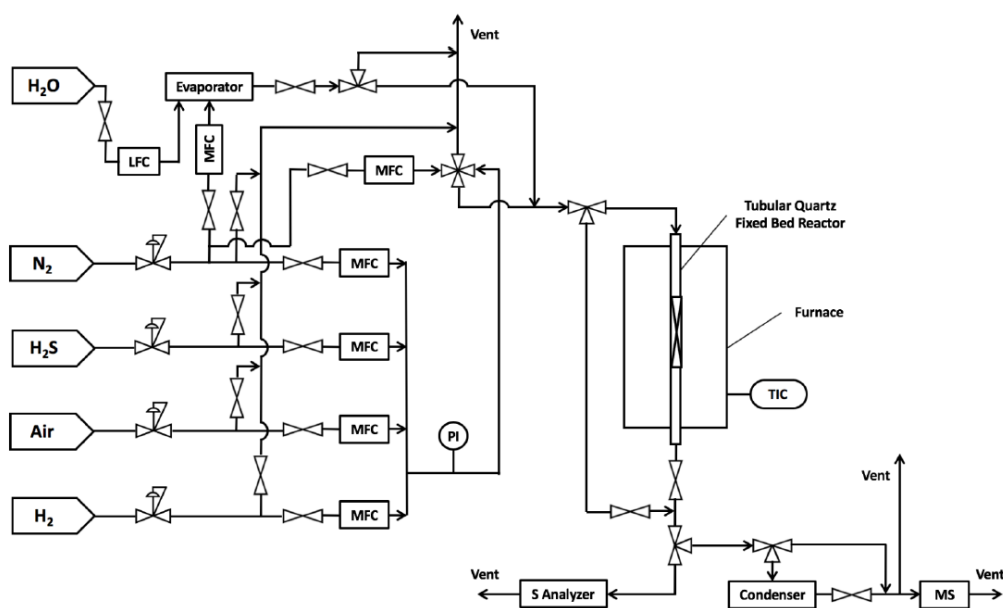 Vent
H₂O
Evaporator
MFC
LFC
MFC
Tubular Quartz
Fixed Bed Reactor
N₂
MFC
Furnace
H₂S
MFC
TIC
Air
MFC
PI
H₂
MFC
Vent
Vent
S Analyzer
Condenser
MS
Vent